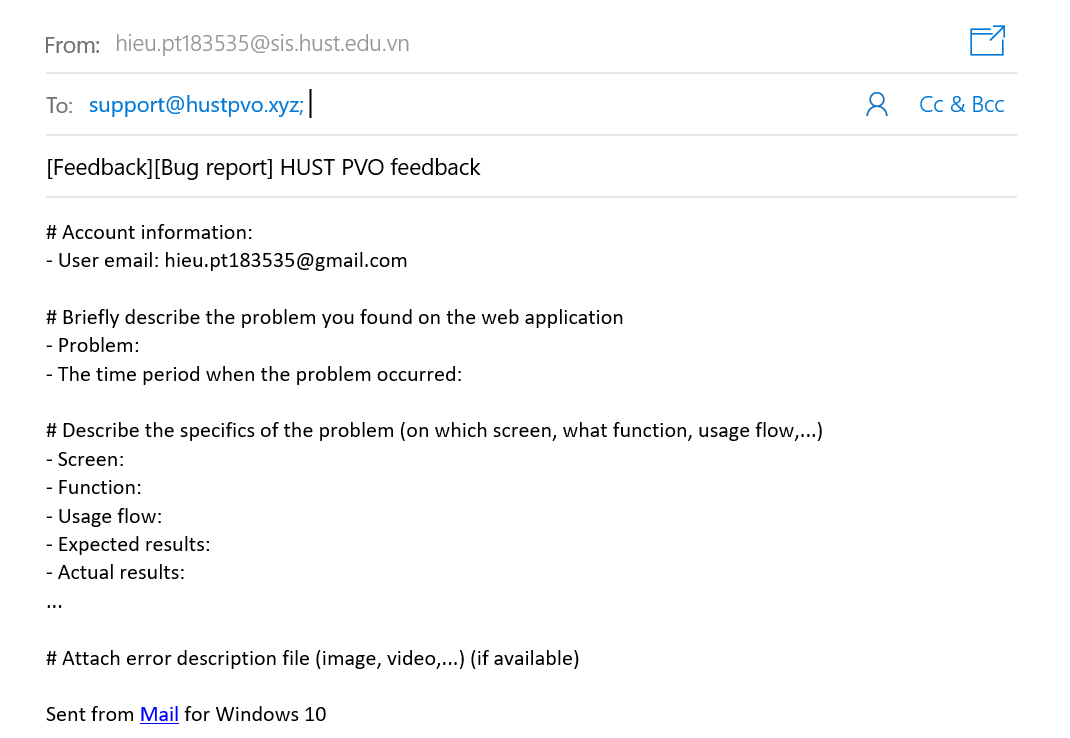 From: hieu.pt183535@sis.hust.edu.vn
To: support@hustpvo.xyz; Cc & Bcc
[Feedback][Bug report] HUST PVO feedback
# Account information:
- User email: hieu.pt183535@gmail.com
# Briefly describe the problem you found on the web application
- Problem:
- The time period when the problem occurred:
# Describe the specifics of the problem (on which screen, what function, usage flow,...)
- Screen:
- Function:
- Usage flow:
- Expected results:
- Actual results:
...
# Attach error description file (image, video,...) (if available)
Sent from Mail for Windows 10